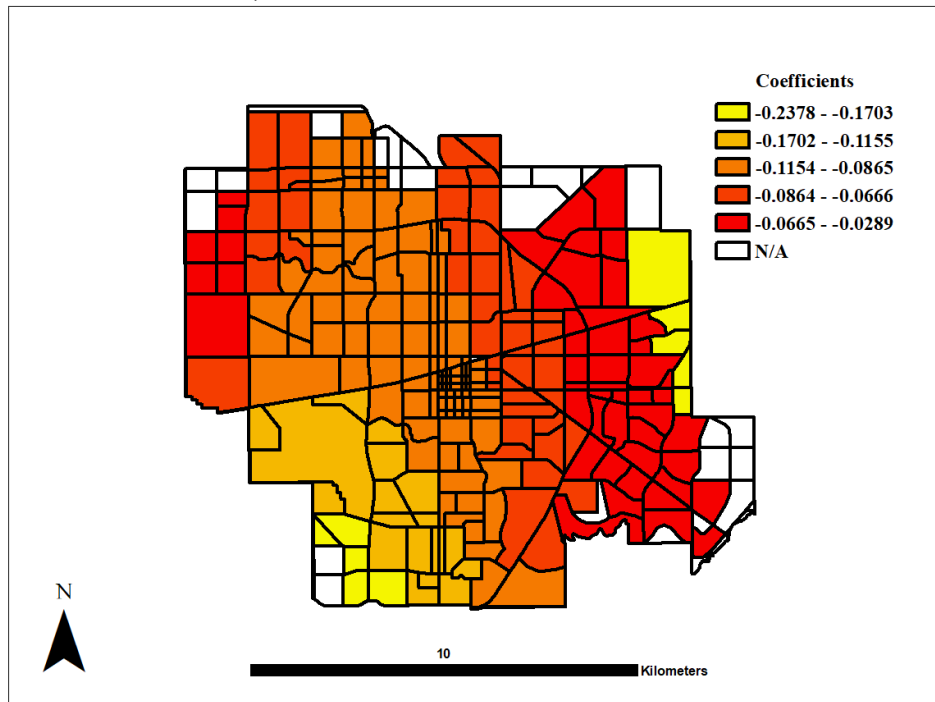 Coefficients
-0.2378 - -0.1703
-0.1702 - -0.1155
-0.1154 - -0.0865
-0.0864 - -0.0666
-0.0665 - -0.0289
N/A
N
10
Kilometers